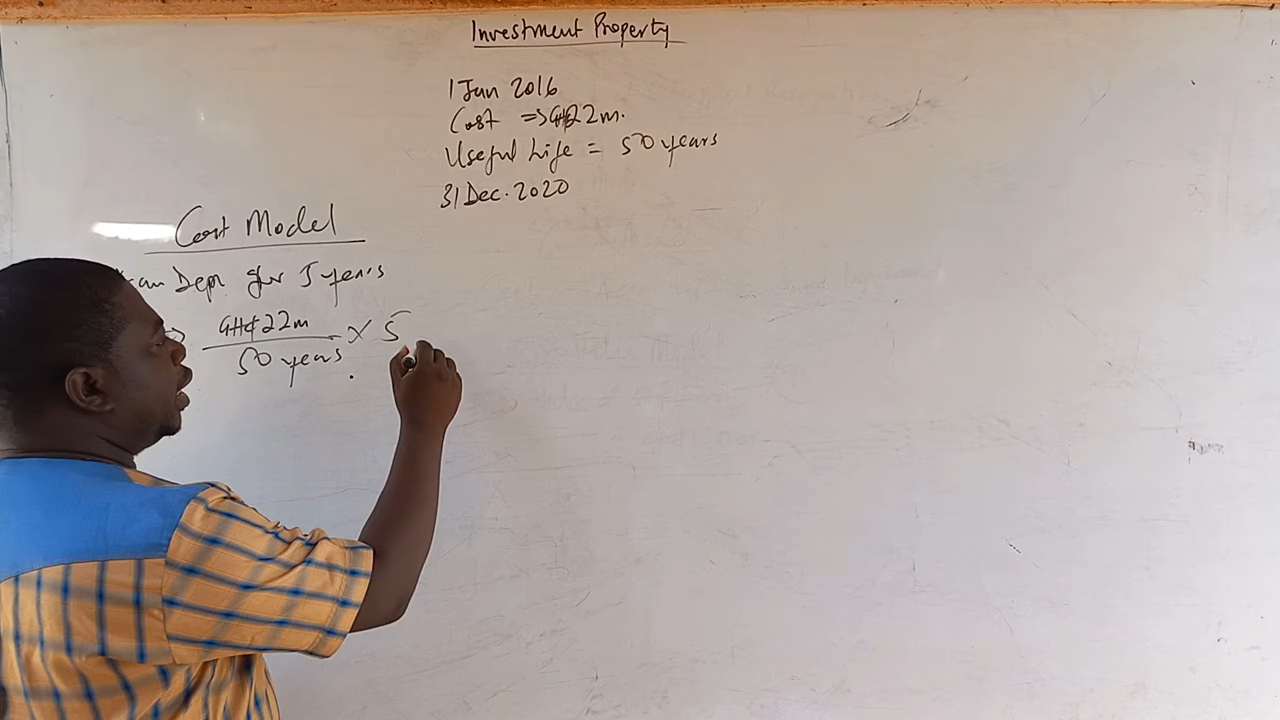 Investment Property
1 Jan 2016
Cost => GH¢22m.
Useful Life = 50 years
31 Dec. 2020
Cost Model
Depr for 5 years
=> GH¢22m / 50 years × 5